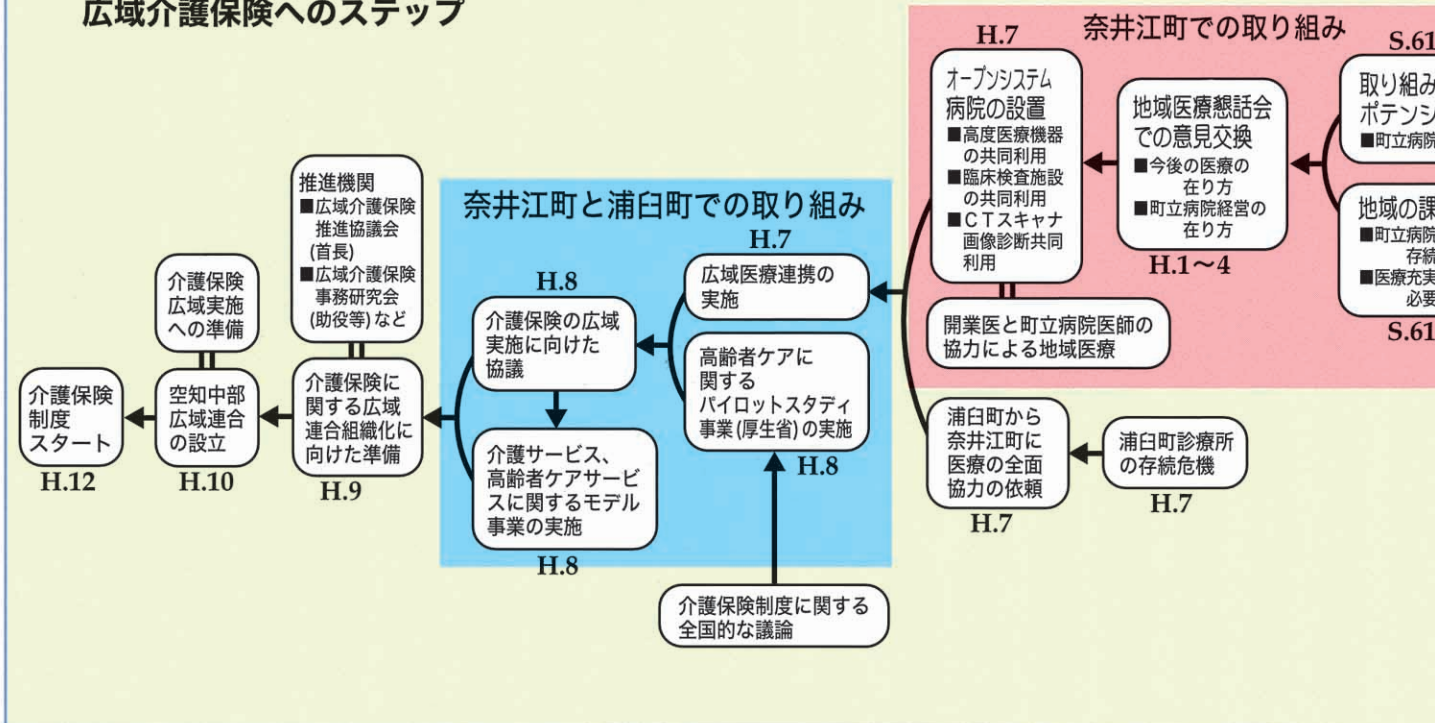 広域介護保険へのステップ
奈井江町での取り組み
S.61
取り組み
ポテンシ
■町立病院
地域の課
■町立病院
存続
■医療充実
必要
S.61
地域医療懇話会
での意見交換
■今後の医療の
在り方
■町立病院経営の
在り方
H.1〜4
H.7
オープンシステム
病院の設置
■高度医療機器
の共同利用
■臨床検査施設
の共同利用
■CTスキャナ
画像診断共同
利用
開業医と町立病院医師の
協力による地域医療
浦臼町診療所
の存続危機
H.7
浦臼町から
奈井江町に
医療の全面
協力の依頼
H.7
奈井江町と浦臼町での取り組み
H.7
広域医療連携の
実施
高齢者ケアに
関する
パイロットスタディ
事業(厚生省)の実施
H.8
介護保険制度に関する
全国的な議論
H.8
介護保険の広域
実施に向けた
協議
介護サービス、
高齢者ケアサービ
スに関するモデル
事業の実施
H.8
推進機関
■広域介護保険
推進協議会
(首長)
■広域介護保険
事務研究会
(助役等)など
介護保険に
関する広域
連合組織化に
向けた準備
H.9
介護保険
広域実施
への準備
空知中部
広域連合
の設立
H.10
介護保険
制度
スタート
H.12